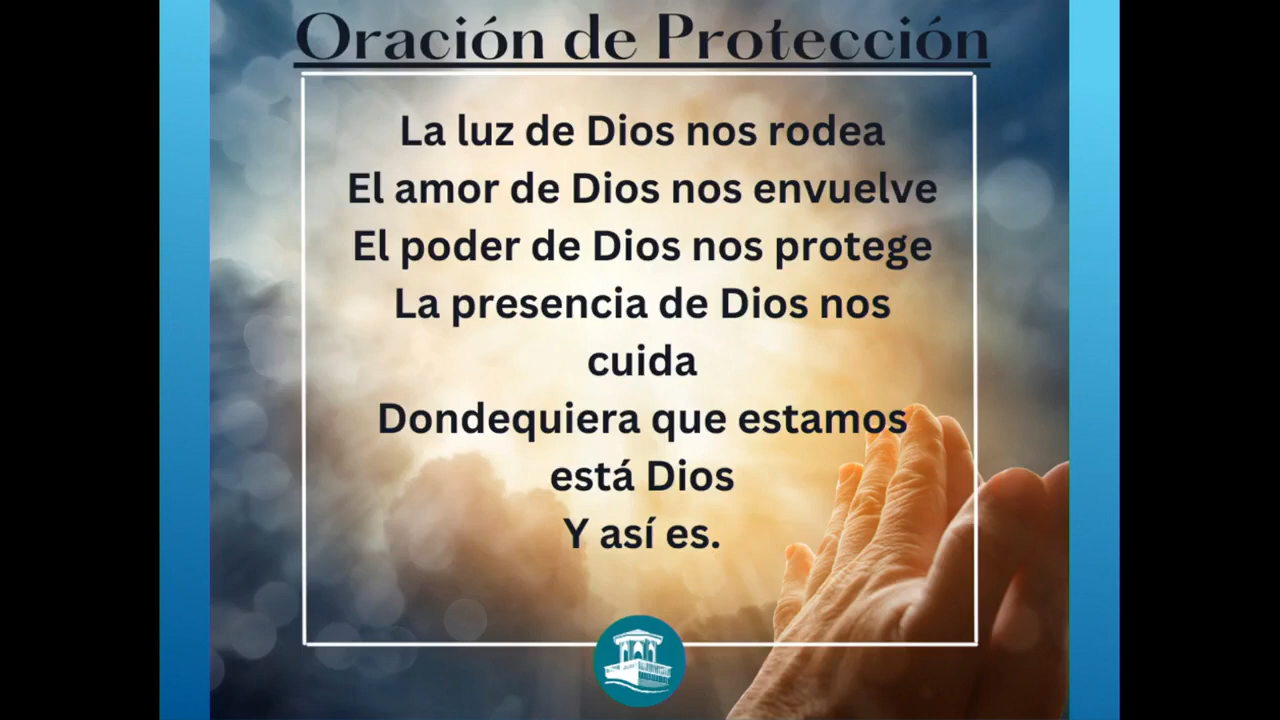 Oración de Protección
La luz de Dios nos rodea
El amor de Dios nos envuelve
El poder de Dios nos protege
La presencia de Dios nos
cuida
Dondequiera que estamos
está Dios
Y así es.